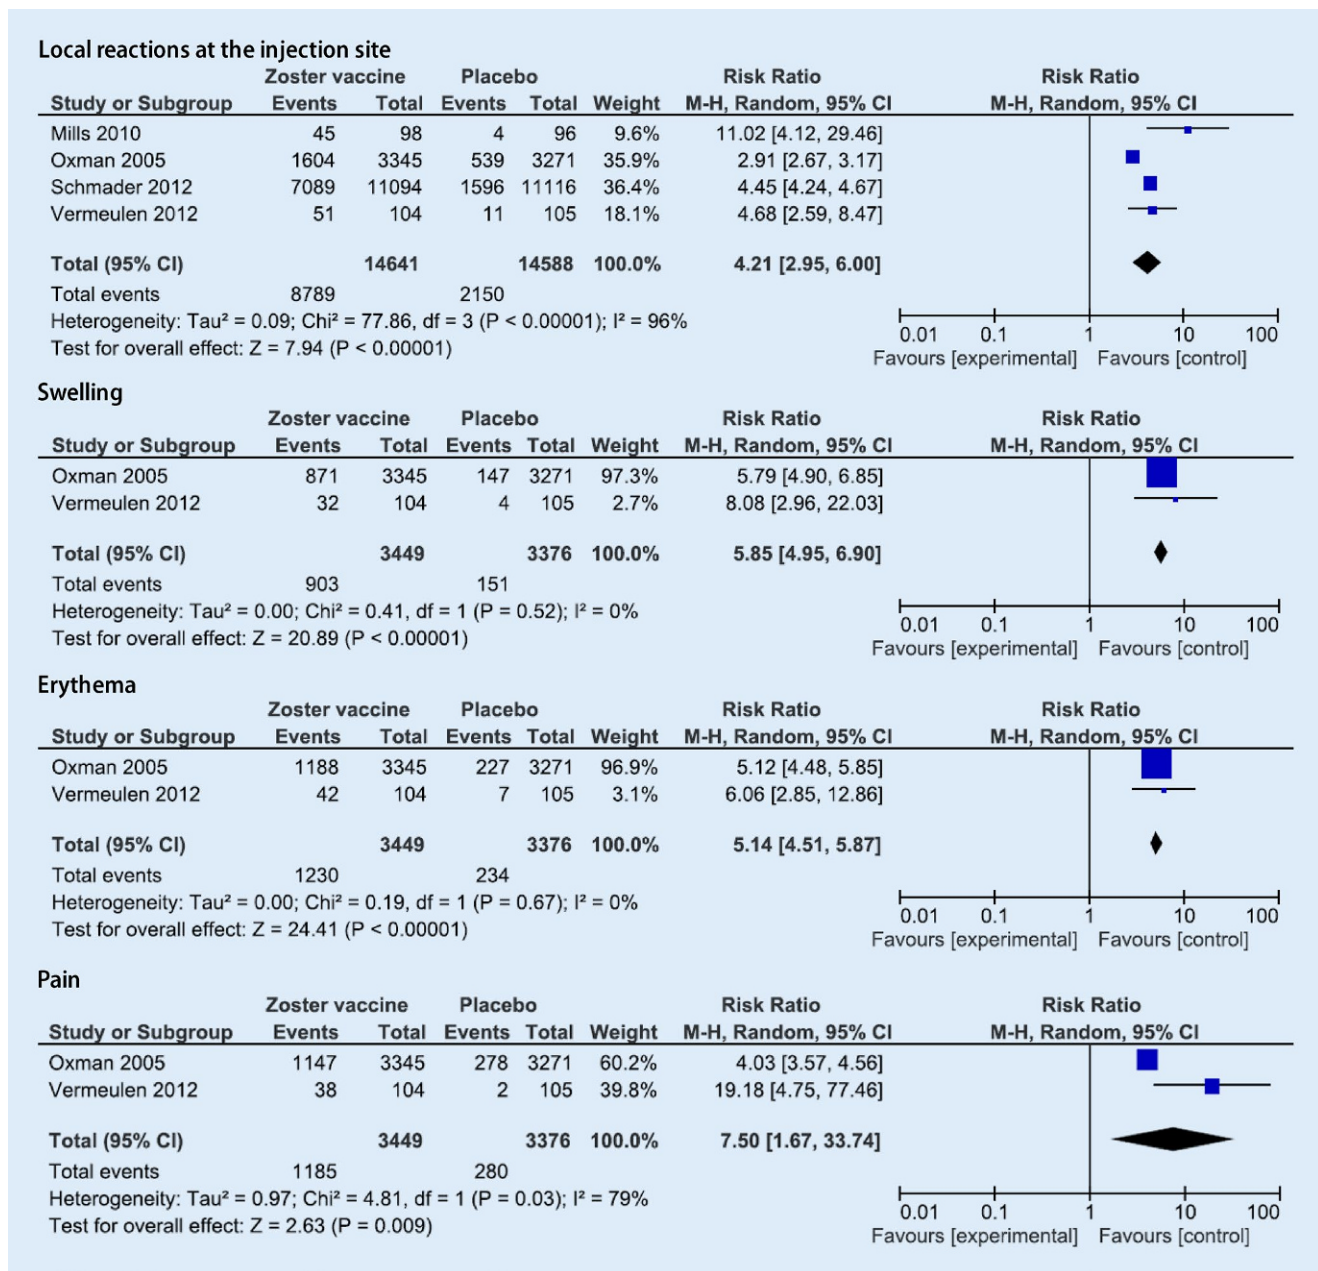 Local reactions at the injection site
Zoster vaccine Placebo Risk Ratio Risk Ratio
Study or Subgroup Events Total Events Total Weight M-H, Random, 95% CI M-H, Random, 95% CI
Mills 2010 45 98 4 96 9.6% 11.02 [4.12, 29.46]
Oxman 2005 1604 3345 539 3271 35.9% 2.91 [2.67, 3.17]
Schmader 2012 7089 11094 1596 11116 36.4% 4.45 [4.24, 4.67]
Vermeulen 2012 51 104 11 105 18.1% 4.68 [2.59, 8.47]
Total (95% CI) 14641 14588 100.0% 4.21 [2.95, 6.00]
Total events 8789 2150
Heterogeneity: Tau² = 0.09; Chi² = 77.86, df = 3 (P < 0.00001); I² = 96%
Test for overall effect: Z = 7.94 (P < 0.00001)
0.01 0.1 1 10 100
Favours [experimental] Favours [control]
Swelling
Zoster vaccine Placebo Risk Ratio Risk Ratio
Study or Subgroup Events Total Events Total Weight M-H, Random, 95% CI M-H, Random, 95% CI
Oxman 2005 871 3345 147 3271 97.3% 5.79 [4.90, 6.85]
Vermeulen 2012 32 104 4 105 2.7% 8.08 [2.96, 22.03]
Total (95% CI) 3449 3376 100.0% 5.85 [4.95, 6.90]
Total events 903 151
Heterogeneity: Tau² = 0.00; Chi² = 0.41, df = 1 (P = 0.52); I² = 0%
Test for overall effect: Z = 20.89 (P < 0.00001)
0.01 0.1 1 10 100
Favours [experimental] Favours [control]
Erythema
Zoster vaccine Placebo Risk Ratio Risk Ratio
Study or Subgroup Events Total Events Total Weight M-H, Random, 95% CI M-H, Random, 95% CI
Oxman 2005 1188 3345 227 3271 96.9% 5.12 [4.48, 5.85]
Vermeulen 2012 42 104 7 105 3.1% 6.06 [2.85, 12.86]
Total (95% CI) 3449 3376 100.0% 5.14 [4.51, 5.87]
Total events 1230 234
Heterogeneity: Tau² = 0.00; Chi² = 0.19, df = 1 (P = 0.67); I² = 0%
Test for overall effect: Z = 24.41 (P < 0.00001)
0.01 0.1 1 10 100
Favours [experimental] Favours [control]
Pain
Zoster vaccine Placebo Risk Ratio Risk Ratio
Study or Subgroup Events Total Events Total Weight M-H, Random, 95% CI M-H, Random, 95% CI
Oxman 2005 1147 3345 278 3271 60.2% 4.03 [3.57, 4.56]
Vermeulen 2012 38 104 2 105 39.8% 19.18 [4.75, 77.46]
Total (95% CI) 3449 3376 100.0% 7.50 [1.67, 33.74]
Total events 1185 280
Heterogeneity: Tau² = 0.97; Chi² = 4.81, df = 1 (P = 0.03); I² = 79%
Test for overall effect: Z = 2.63 (P = 0.009)
0.01 0.1 1 10 100
Favours [experimental] Favours [control]